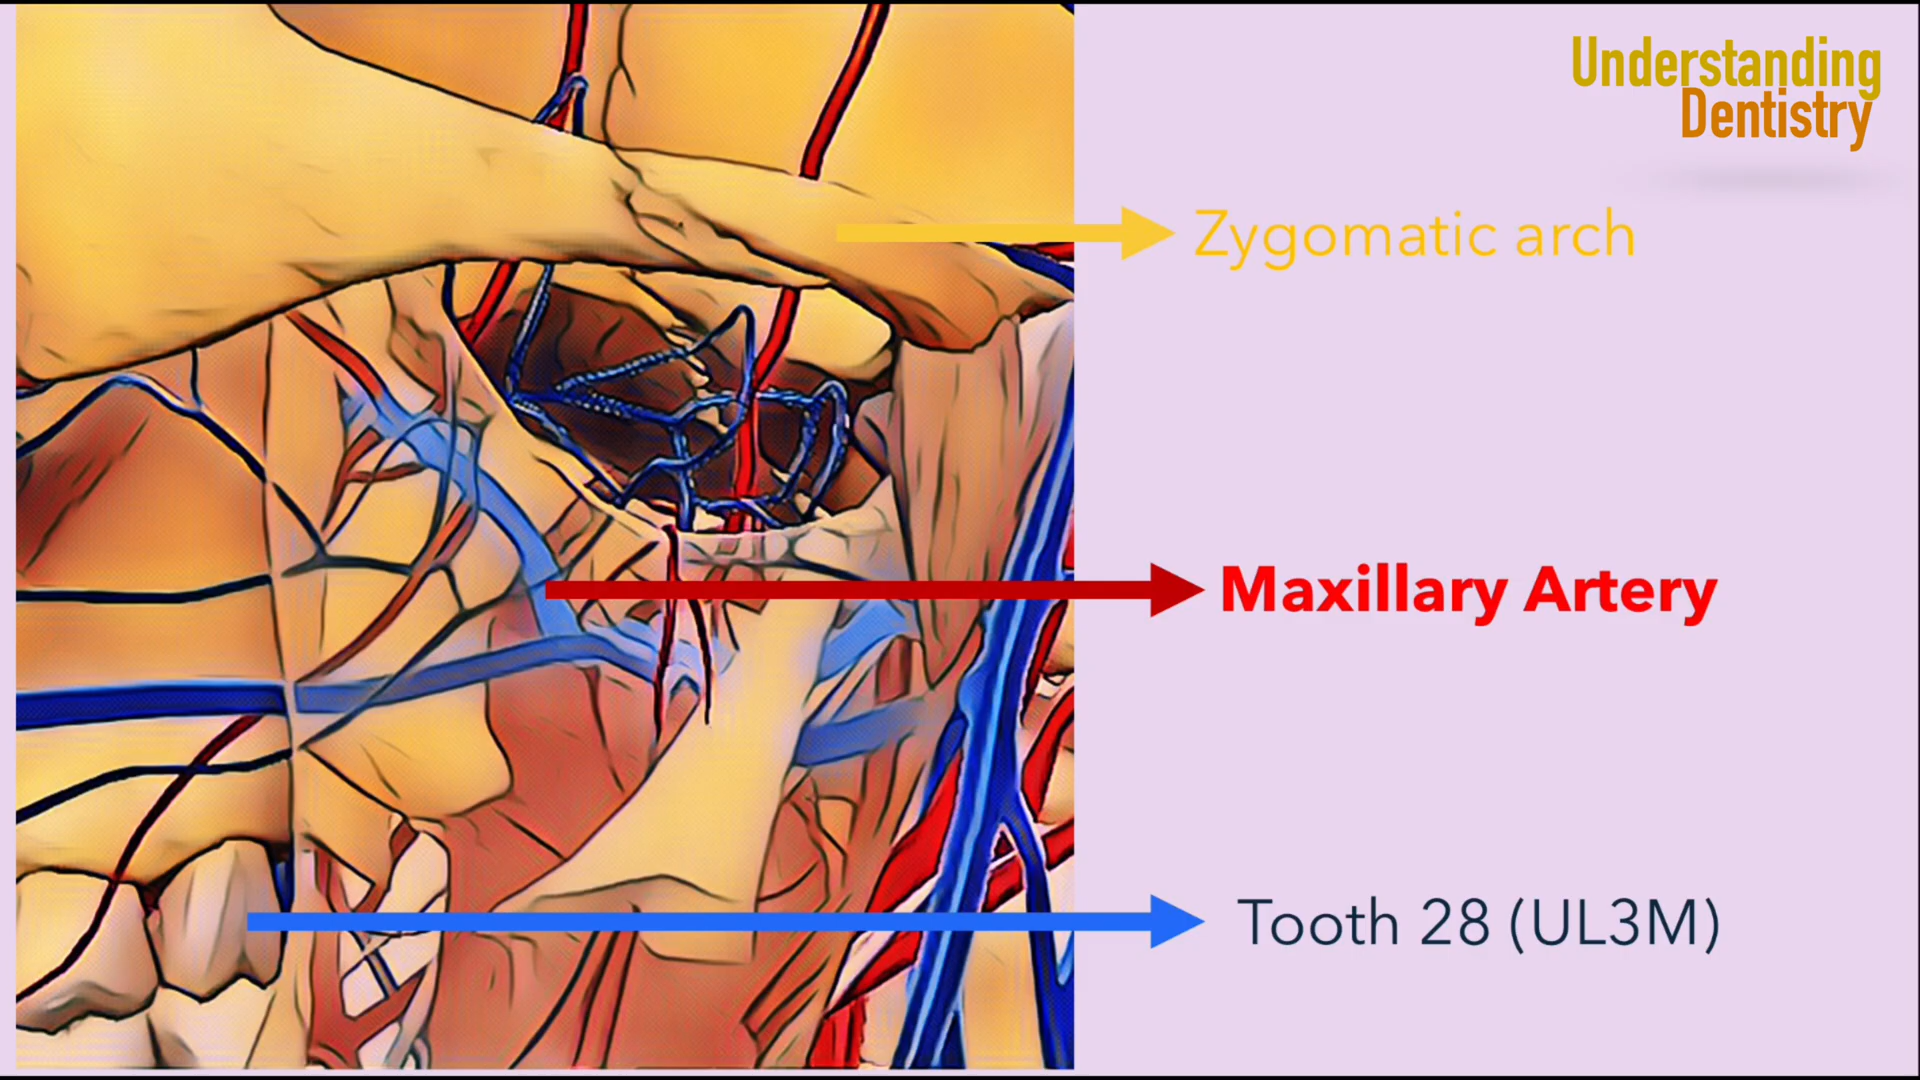 Understanding
Dentistry
Zygomatic arch
Maxillary Artery
Tooth 28 (UL3M)